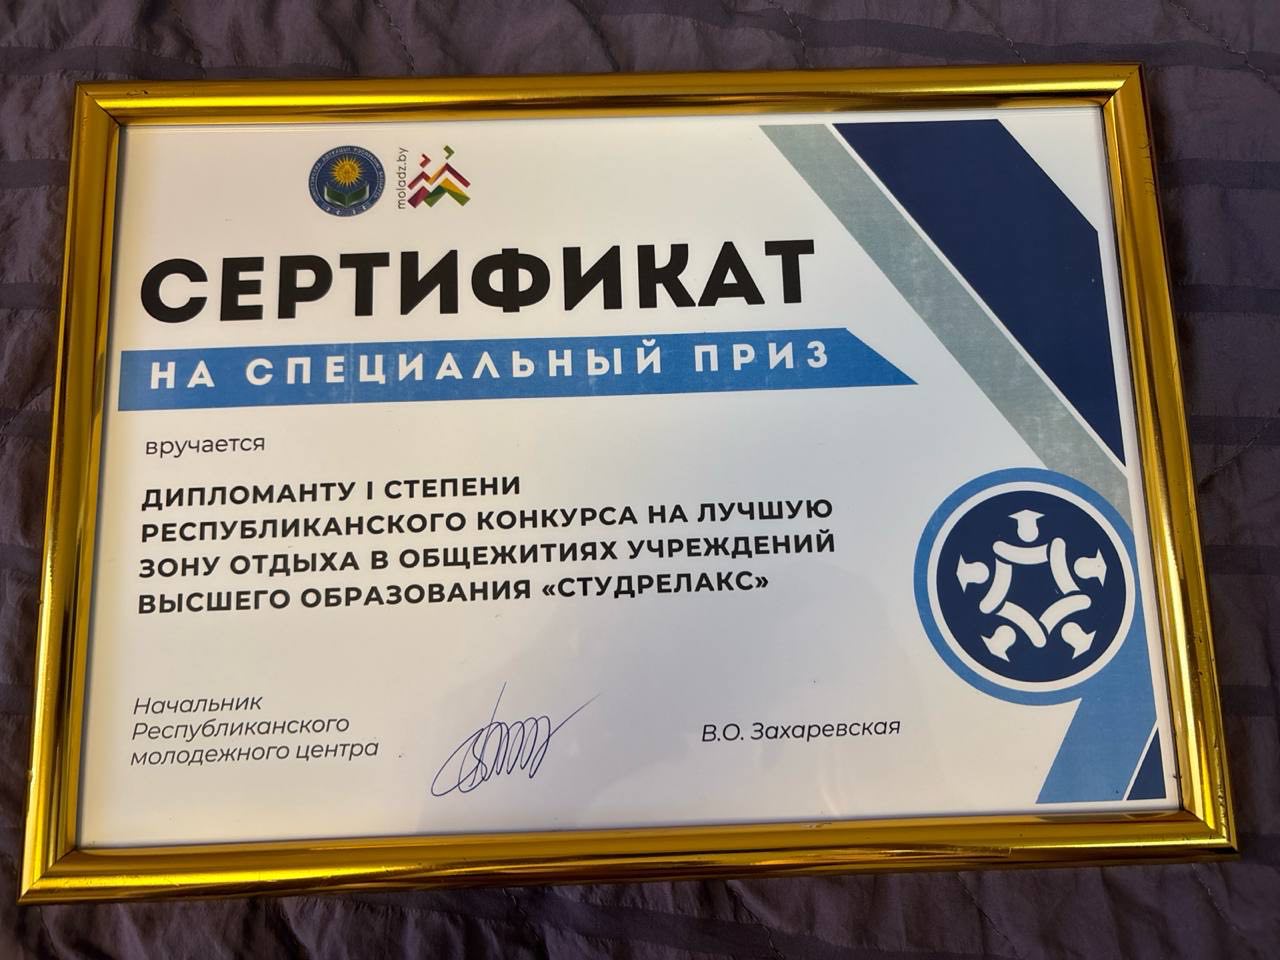 moladz.by
СЕРТИФИКАТ
НА СПЕЦИАЛЬНЫЙ ПРИЗ
вручается
ДИПЛОМАНТУ I СТЕПЕНИ
РЕСПУБЛИКАНСКОГО КОНКУРСА НА ЛУЧШУЮ
ЗОНУ ОТДЫХА В ОБЩЕЖИТИЯХ УЧРЕЖДЕНИЙ
ВЫСШЕГО ОБРАЗОВАНИЯ «СТУДРЕЛАКС»
Начальник
Республиканского
молодежного центра
В.О. Захаревская